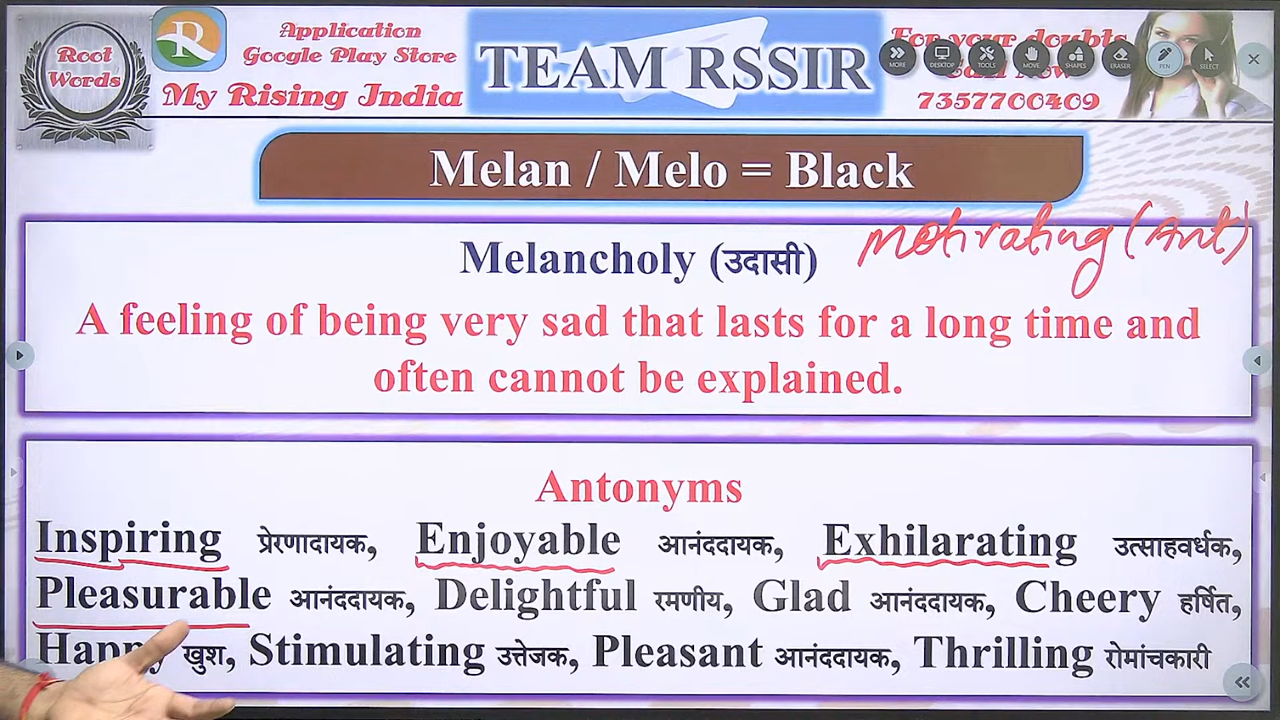 Root
Words
Application
Google Play Store
My Rising India
TEAM RSSIR
For your doubts
Now
7357700409
MORE
DESKTOP
TOOLS
MOVE
SHAPES
ERASER
PEN
SELECT
Melan / Melo = Black
Melancholy (उदासी)
Motivating (Ant)
A feeling of being very sad that lasts for a long time and
often cannot be explained.
Antonyms
Inspiring प्रेरणादायक, Enjoyable आनंददायक, Exhilarating उत्साहवर्धक,
Pleasurable आनंददायक, Delightful रमणीय, Glad आनंददायक, Cheery हर्षित,
Happy खुश, Stimulating उत्तेजक, Pleasant आनंददायक, Thrilling रोमांचकारी